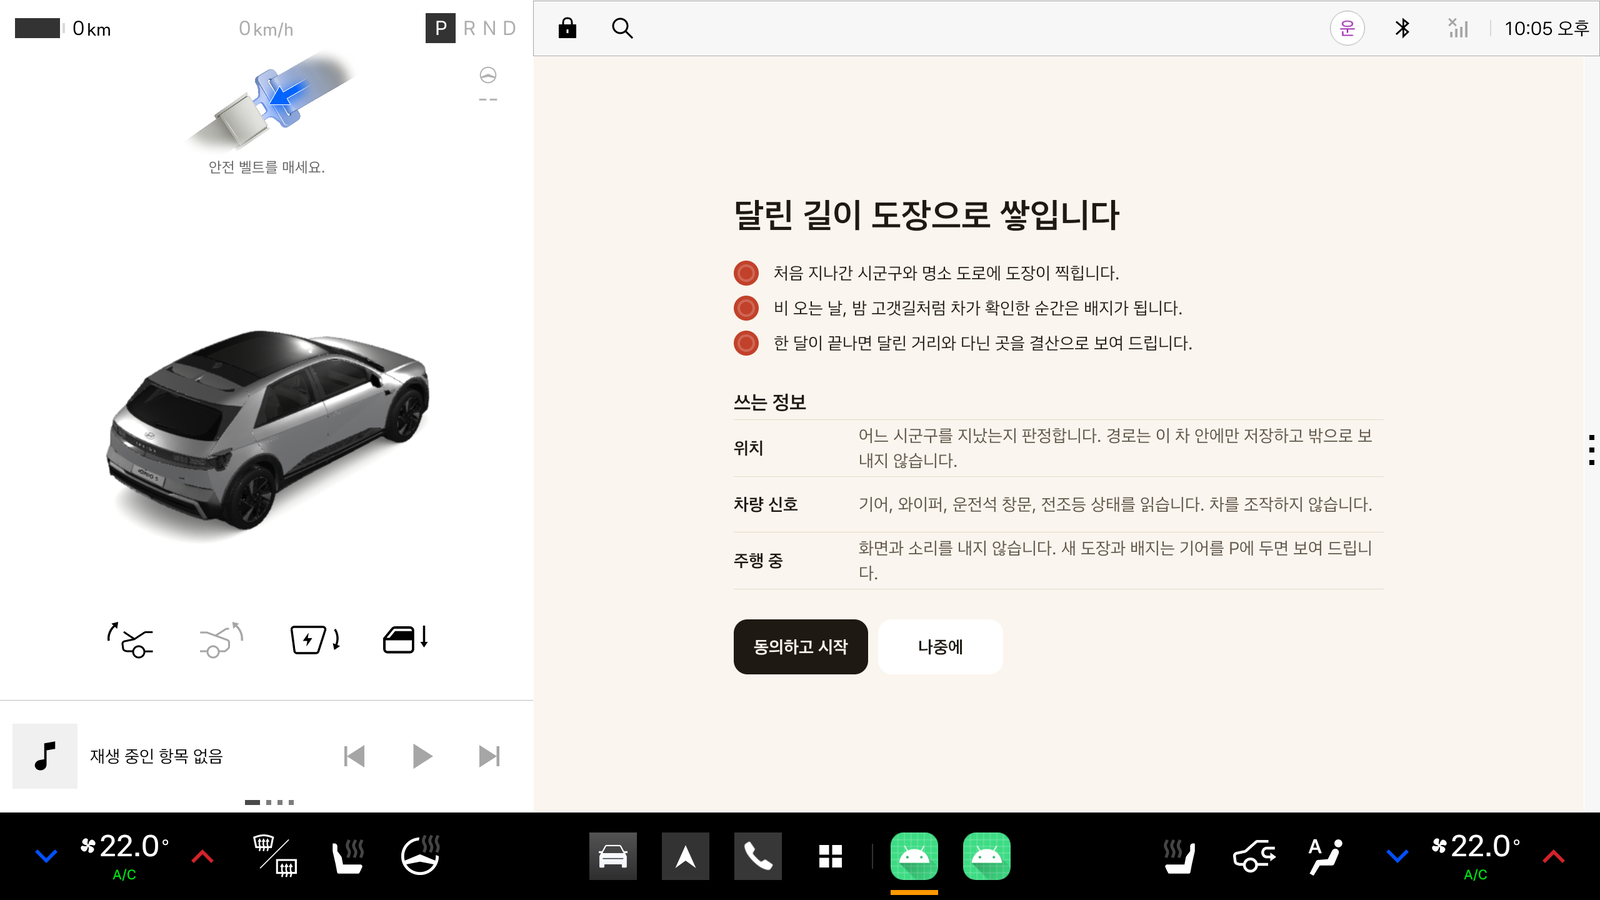 0 km
0 km/h
P R N D
운
10:05 오후
--
안전 벨트를 매세요.
달린 길이 도장으로 쌓입니다
처음 지나간 시군구와 명소 도로에 도장이 찍힙니다.
비 오는 날, 밤 고갯길처럼 차가 확인한 순간은 배지가 됩니다.
한 달이 끝나면 달린 거리와 다닌 곳을 결산으로 보여 드립니다.
쓰는 정보
위치
어느 시군구를 지났는지 판정합니다. 경로는 이 차 안에만 저장하고 밖으로 보
내지 않습니다.
차량 신호
기어, 와이퍼, 운전석 창문, 전조등 상태를 읽습니다. 차를 조작하지 않습니다.
주행 중
화면과 소리를 내지 않습니다. 새 도장과 배지는 기어를 P에 두면 보여 드립니
다.
동의하고 시작
나중에
재생 중인 항목 없음
22.0°
A/C
A
22.0°
A/C